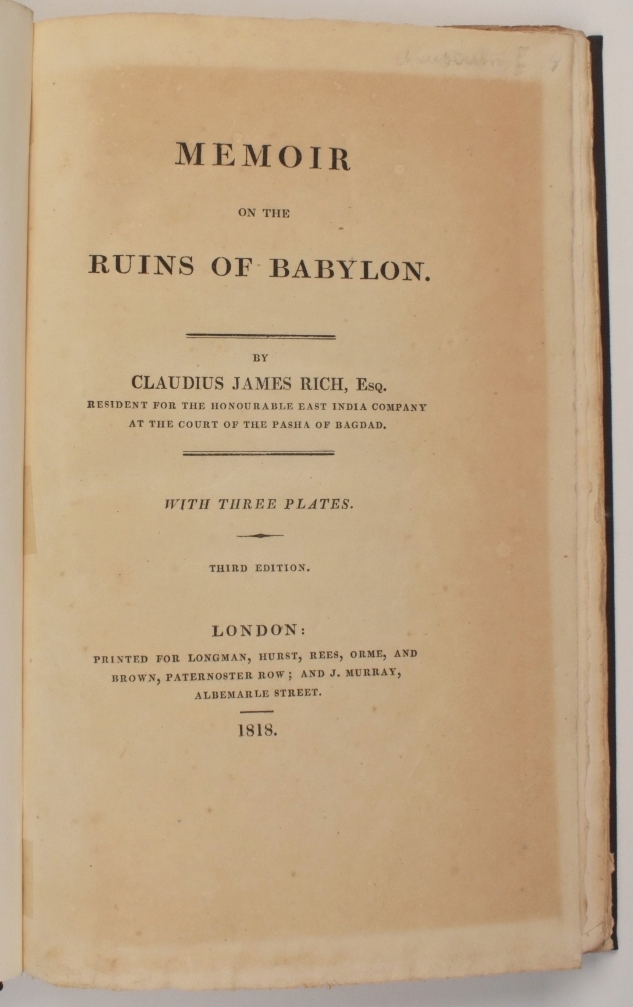 MEMOIR
ON THE
RUINS OF BABYLON.
BY
CLAUDIUS JAMES RICH, Esq.
RESIDENT FOR THE HONOURABLE EAST INDIA COMPANY
AT THE COURT OF THE PASHA OF BAGDAD.
WITH THREE PLATES.
THIRD EDITION.
LONDON:
PRINTED FOR LONGMAN, HURST, REES, ORME, AND
BROWN, PATERNOSTER ROW; AND J. MURRAY,
ALBEMARLE STREET.
1818.